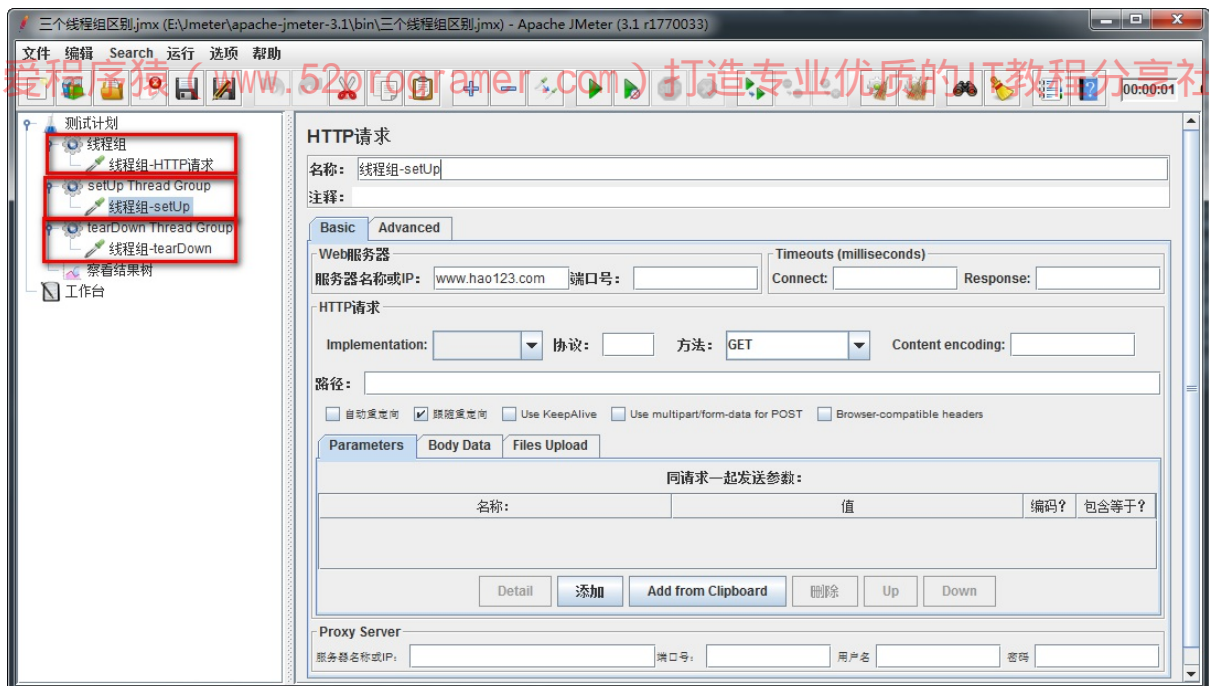 三个线程组区别.jmx (E:\Jmeter\apache-jmeter-3.1\bin\三个线程组区别.jmx) - Apache JMeter (3.1 r1770033)
文件 编辑 Search 运行 选项 帮助
爱程序猿（www.52programer.com）打造专业优质的IT教程分享社
00:00:01
测试计划
线程组
线程组-HTTP请求
setUp Thread Group
线程组-setUp
tearDown Thread Group
线程组-tearDown
察看结果树
工作台
HTTP请求
名称： 线程组-setUp
注释：
Basic Advanced
Web服务器 Timeouts (milliseconds)
服务器名称或IP： www.hao123.com 端口号： Connect: Response:
HTTP请求
Implementation: 协议： 方法： GET Content encoding:
路径：
自动重定向 跟随重定向 Use KeepAlive Use multipart/form-data for POST Browser-compatible headers
Parameters Body Data Files Upload
同请求一起发送参数：
名称： 值 编码? 包含等于?
Detail 添加 Add from Clipboard 删除 Up Down
Proxy Server
服务器名称或IP： 端口号： 用户名 密码